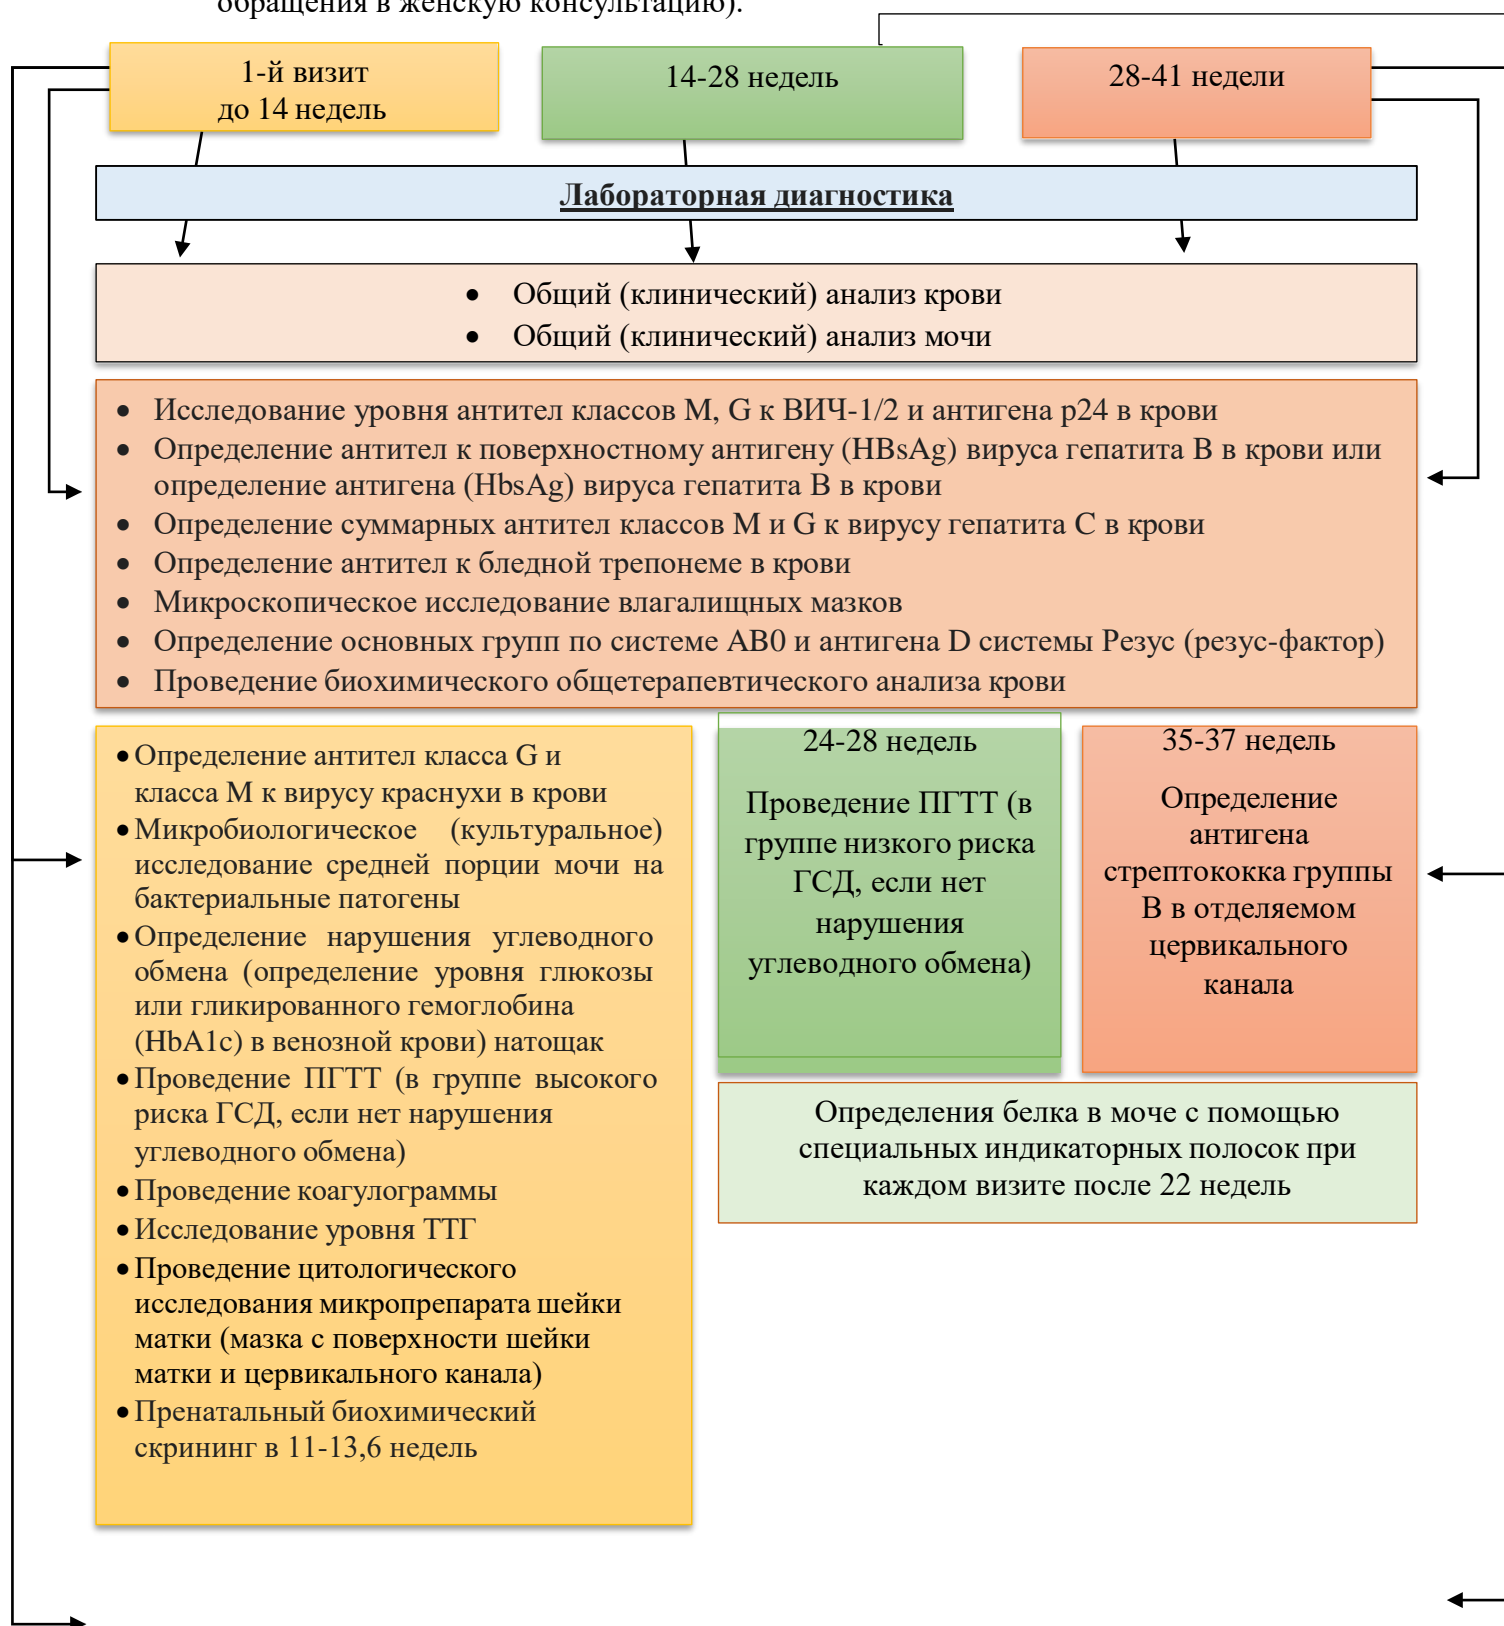 обращения в женскую консультацию).
1-й визит
до 14 недель
14-28 недель
28-41 недели
Лабораторная диагностика
• Общий (клинический) анализ крови
• Общий (клинический) анализ мочи
• Исследование уровня антител классов M, G к ВИЧ-1/2 и антигена p24 в крови
• Определение антител к поверхностному антигену (HBsAg) вируса гепатита B в крови или
определение антигена (HbsAg) вируса гепатита B в крови
• Определение суммарных антител классов M и G к вирусу гепатита C в крови
• Определение антител к бледной трепонеме в крови
• Микроскопическое исследование влагалищных мазков
• Определение основных групп по системе AB0 и антигена D системы Резус (резус-фактор)
• Проведение биохимического общетерапевтического анализа крови
• Определение антител класса G и
класса M к вирусу краснухи в крови
• Микробиологическое (культуральное)
исследование средней порции мочи на
бактериальные патогены
• Определение нарушения углеводного
обмена (определение уровня глюкозы
или гликированного гемоглобина
(HbA1c) в венозной крови) натощак
• Проведение ПГТТ (в группе высокого
риска ГСД, если нет нарушения
углеводного обмена)
• Проведение коагулограммы
• Исследование уровня ТТГ
• Проведение цитологического
исследования микропрепарата шейки
матки (мазка с поверхности шейки
матки и цервикального канала)
• Пренатальный биохимический
скрининг в 11-13,6 недель
24-28 недель
Проведение ПГТТ (в
группе низкого риска
ГСД, если нет
нарушения
углеводного обмена)
35-37 недель
Определение
антигена
стрептококка группы
B в отделяемом
цервикального
канала
Определения белка в моче с помощью
специальных индикаторных полосок при
каждом визите после 22 недель